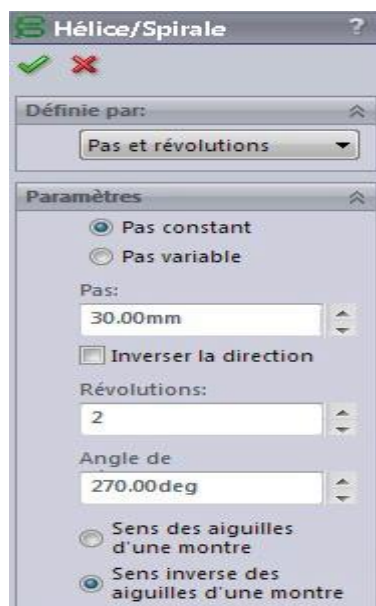 Hélice/Spirale ?
Définie par:
Pas et révolutions
Paramètres
Pas constant
Pas variable
Pas:
30.00mm
Inverser la direction
Révolutions:
2
Angle de
270.00deg
Sens des aiguilles
d'une montre
Sens inverse des
aiguilles d'une montre